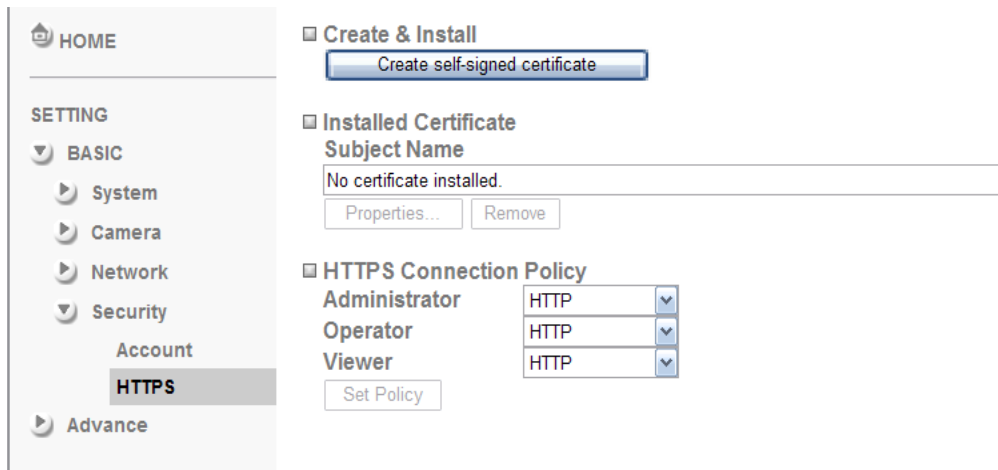 HOME
SETTING
BASIC
System
Camera
Network
Security
Account
HTTPS
Advance
Create & Install
Create self-signed certificate
Installed Certificate
Subject Name
No certificate installed.
Properties... Remove
HTTPS Connection Policy
Administrator HTTP
Operator HTTP
Viewer HTTP
Set Policy